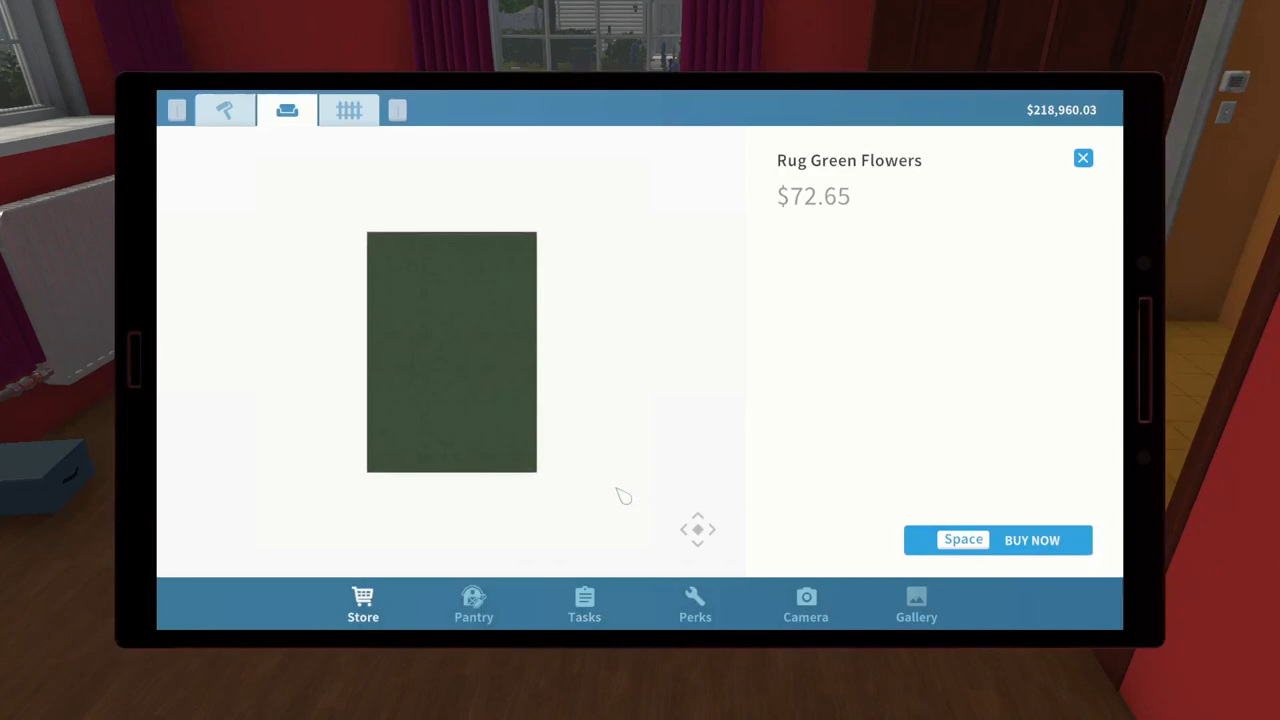 $218,960.03
Rug Green Flowers
$72.65
Space BUY NOW
Store Pantry Tasks Perks Camera Gallery